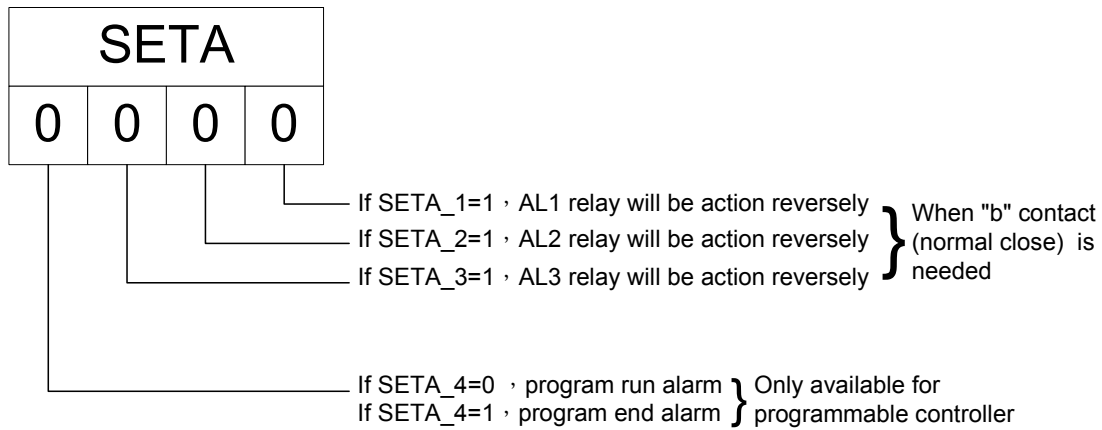 SETA
0 0 0 0
If SETA_1=1，AL1 relay will be action reversely
If SETA_2=1，AL2 relay will be action reversely
If SETA_3=1，AL3 relay will be action reversely
When "b" contact
(normal close) is
needed
If SETA_4=0 ，program run alarm
If SETA_4=1，program end alarm
Only available for
programmable controller